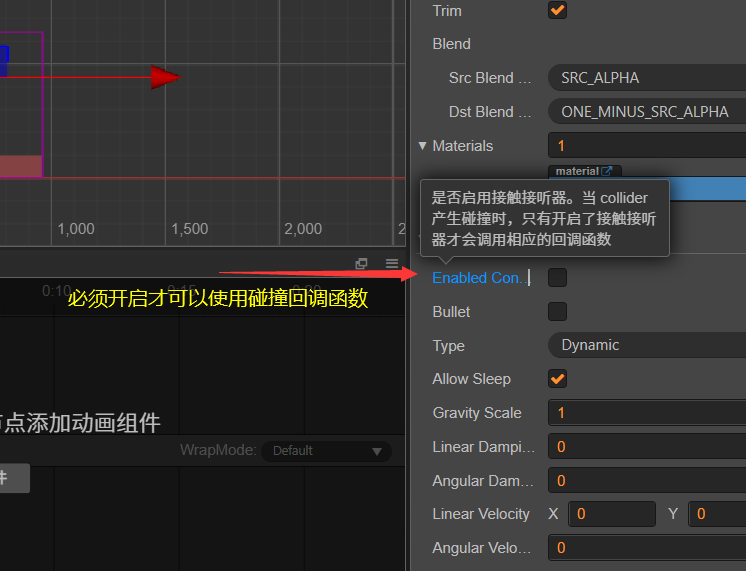 Trim
Blend
Src Blend ...
SRC_ALPHA
Dst Blend ...
ONE_MINUS_SRC_ALPHA
Materials
1
material
是否启用接触接听器。当 collider
产生碰撞时，只有开启了接触接听
器才会调用相应的回调函数
1,000
1,500
2,000
2
Enabled Con...
0:10
0:15
0:20
必须开启才可以使用碰撞回调函数
Bullet
Type
Dynamic
Allow Sleep
Gravity Scale
1
点添加动画组件
WrapMode:
Default
件
Linear Dampi...
0
Angular Dam...
0
Linear Velocity
X
0
Y
0
Angular Velo...
0